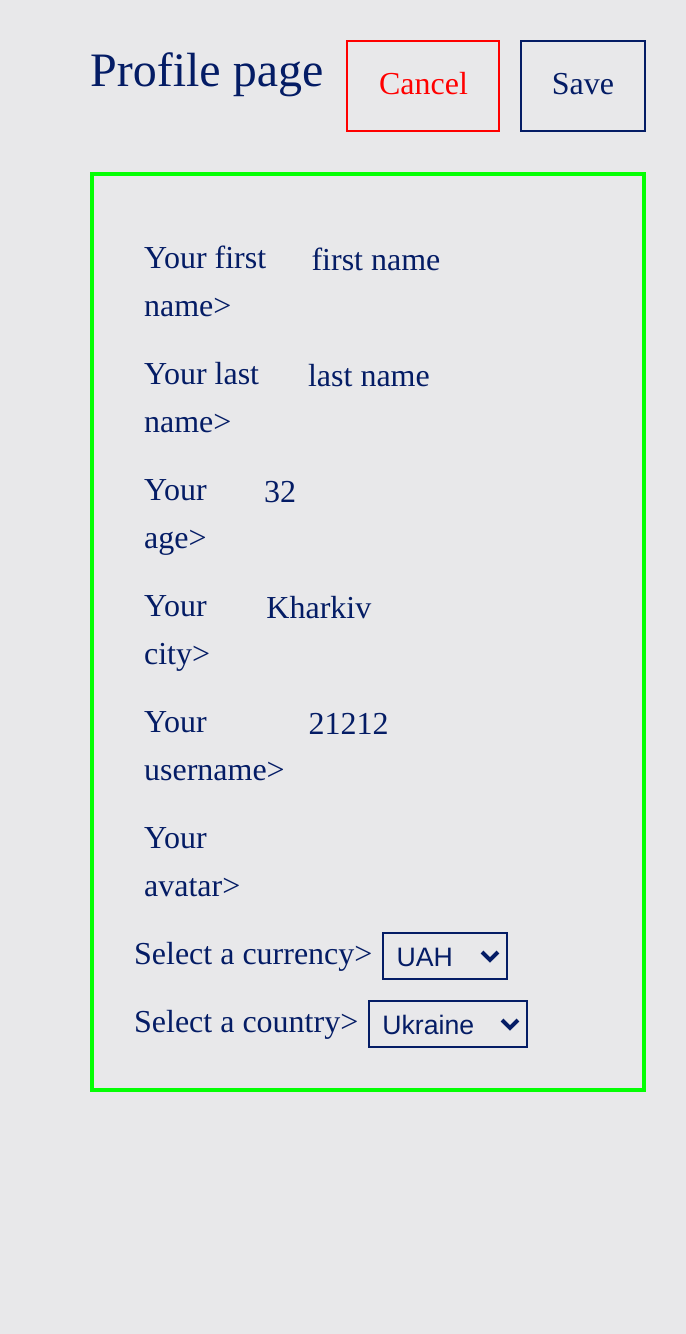 Profile page Cancel Save
Your first name> first name
Your last name> last name
Your age> 32
Your city> Kharkiv
Your username> 21212
Your avatar>
Select a currency> UAH
Select a country> Ukraine